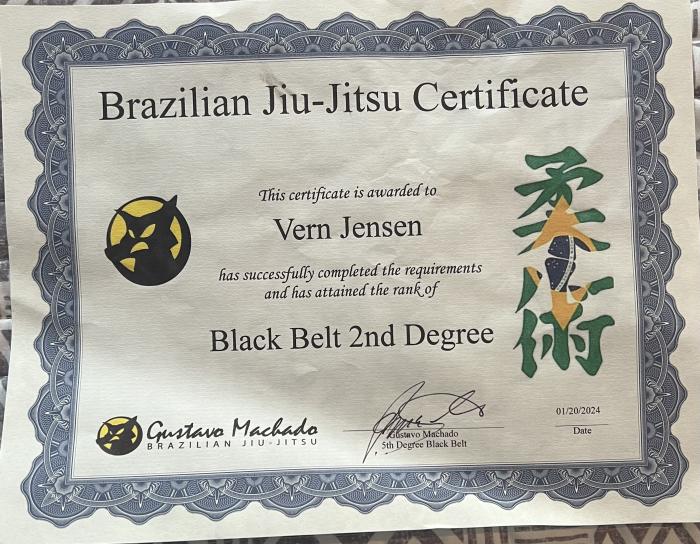 Brazilian Jiu-Jitsu Certificate
This certificate is awarded to
Vern Jensen
has successfully completed the requirements
and has attained the rank of
Black Belt 2nd Degree
柔術
Gustavo Machado
BRAZILIAN JIU-JITSU
Gustavo Machado
5th Degree Black Belt
01/20/2024
Date